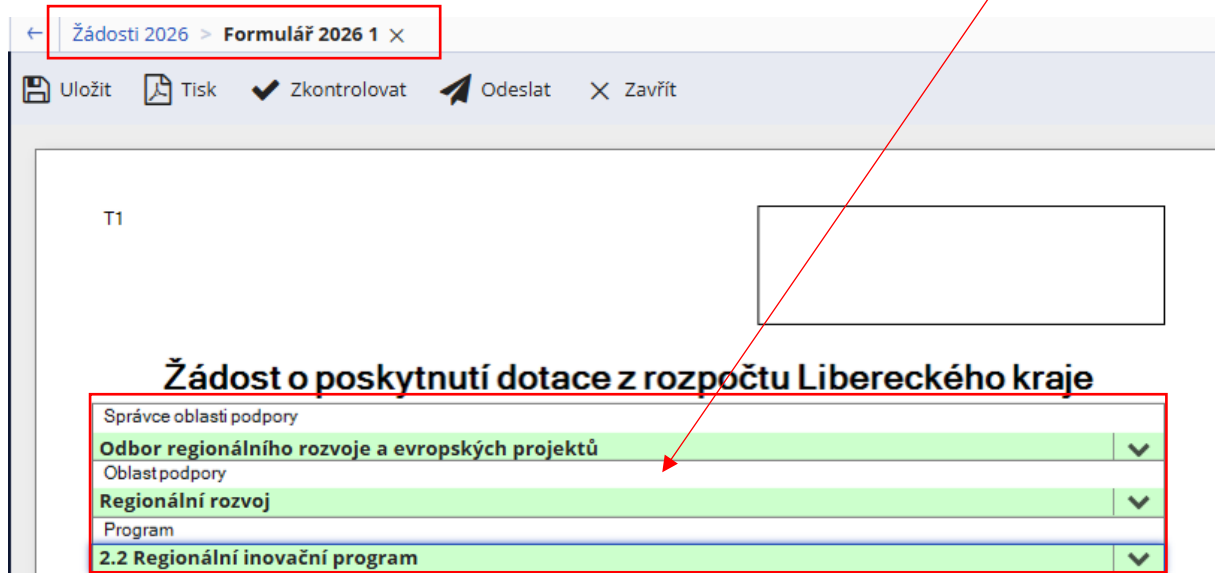 ← Žádosti 2026 > Formulář 2026 1 ×
Uložit Tisk Zkontrolovat Odeslat Zavřít
T1
Žádost o poskytnutí dotace z rozpočtu Libereckého kraje
Správce oblasti podpory
Odbor regionálního rozvoje a evropských projektů
Oblast podpory
Regionální rozvoj
Program
2.2 Regionální inovační program